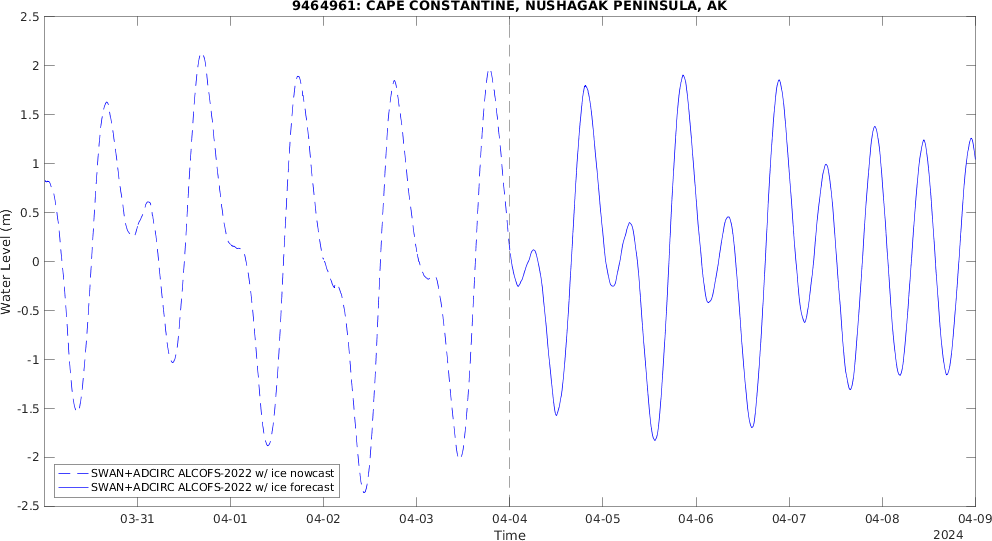 9464961: CAPE CONSTANTINE, NUSHAGAK PENINSULA, AK
Water Level (m)
2.5
2
1.5
1
0.5
0
-0.5
-1
-1.5
-2
-2.5
SWAN+ADCIRC ALCOFS-2022 w/ ice nowcast
SWAN+ADCIRC ALCOFS-2022 w/ ice forecast
03-31 04-01 04-02 04-03 04-04 04-05 04-06 04-07 04-08 04-09
Time
2024